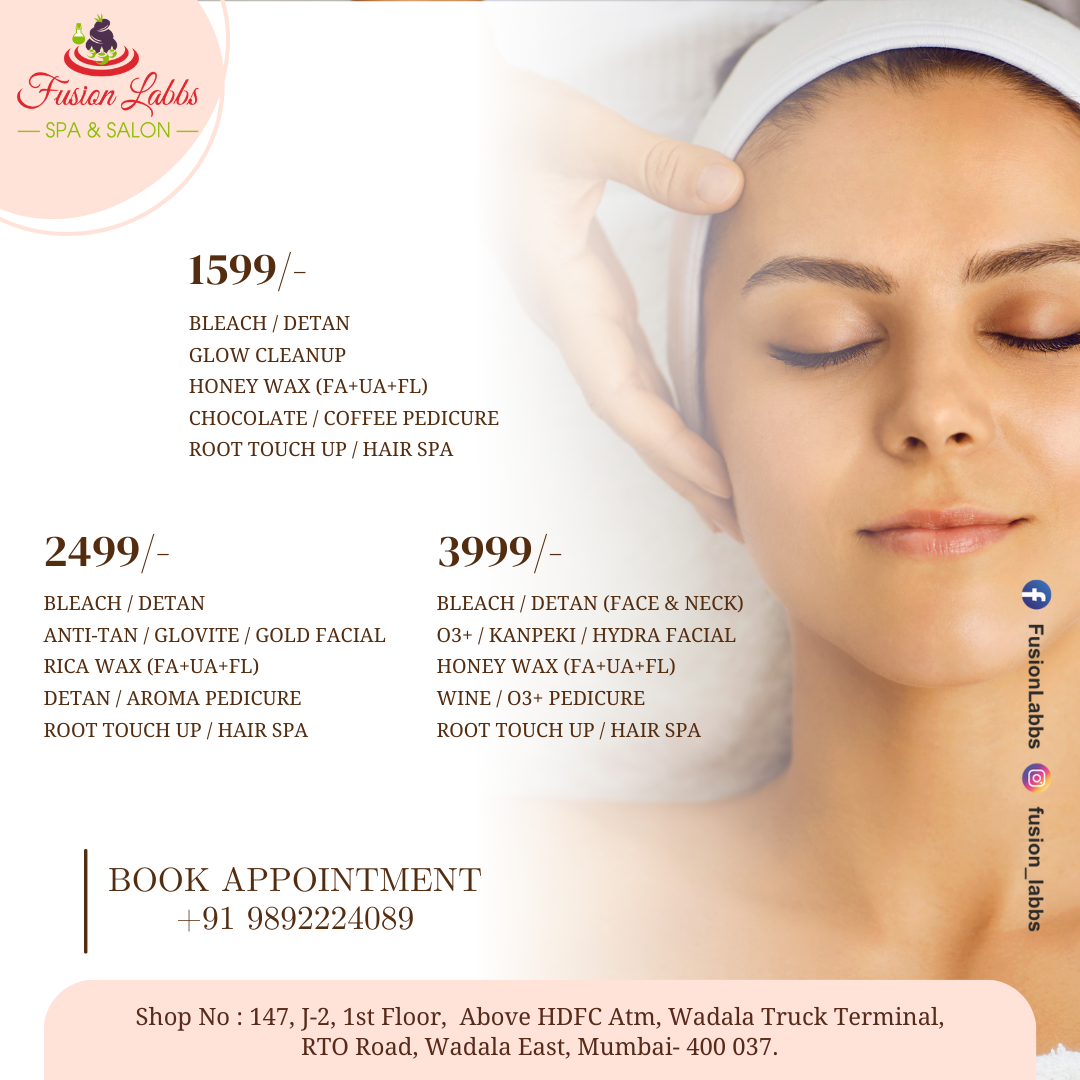 Fusion Labbs
SPA & SALON
1599/-
BLEACH / DETAN
GLOW CLEANUP
HONEY WAX (FA+UA+FL)
CHOCOLATE / COFFEE PEDICURE
ROOT TOUCH UP / HAIR SPA
2499/-
BLEACH / DETAN
ANTI-TAN / GLOVITE / GOLD FACIAL
RICA WAX (FA+UA+FL)
DETAN / AROMA PEDICURE
ROOT TOUCH UP / HAIR SPA
3999/-
BLEACH / DETAN (FACE & NECK)
O3+ / KANPEKI / HYDRA FACIAL
HONEY WAX (FA+UA+FL)
WINE / O3+ PEDICURE
ROOT TOUCH UP / HAIR SPA
FusionLabbs
fusion_labbs
BOOK APPOINTMENT
+91 9892224089
Shop No : 147, J-2, 1st Floor, Above HDFC Atm, Wadala Truck Terminal,
RTO Road, Wadala East, Mumbai- 400 037.